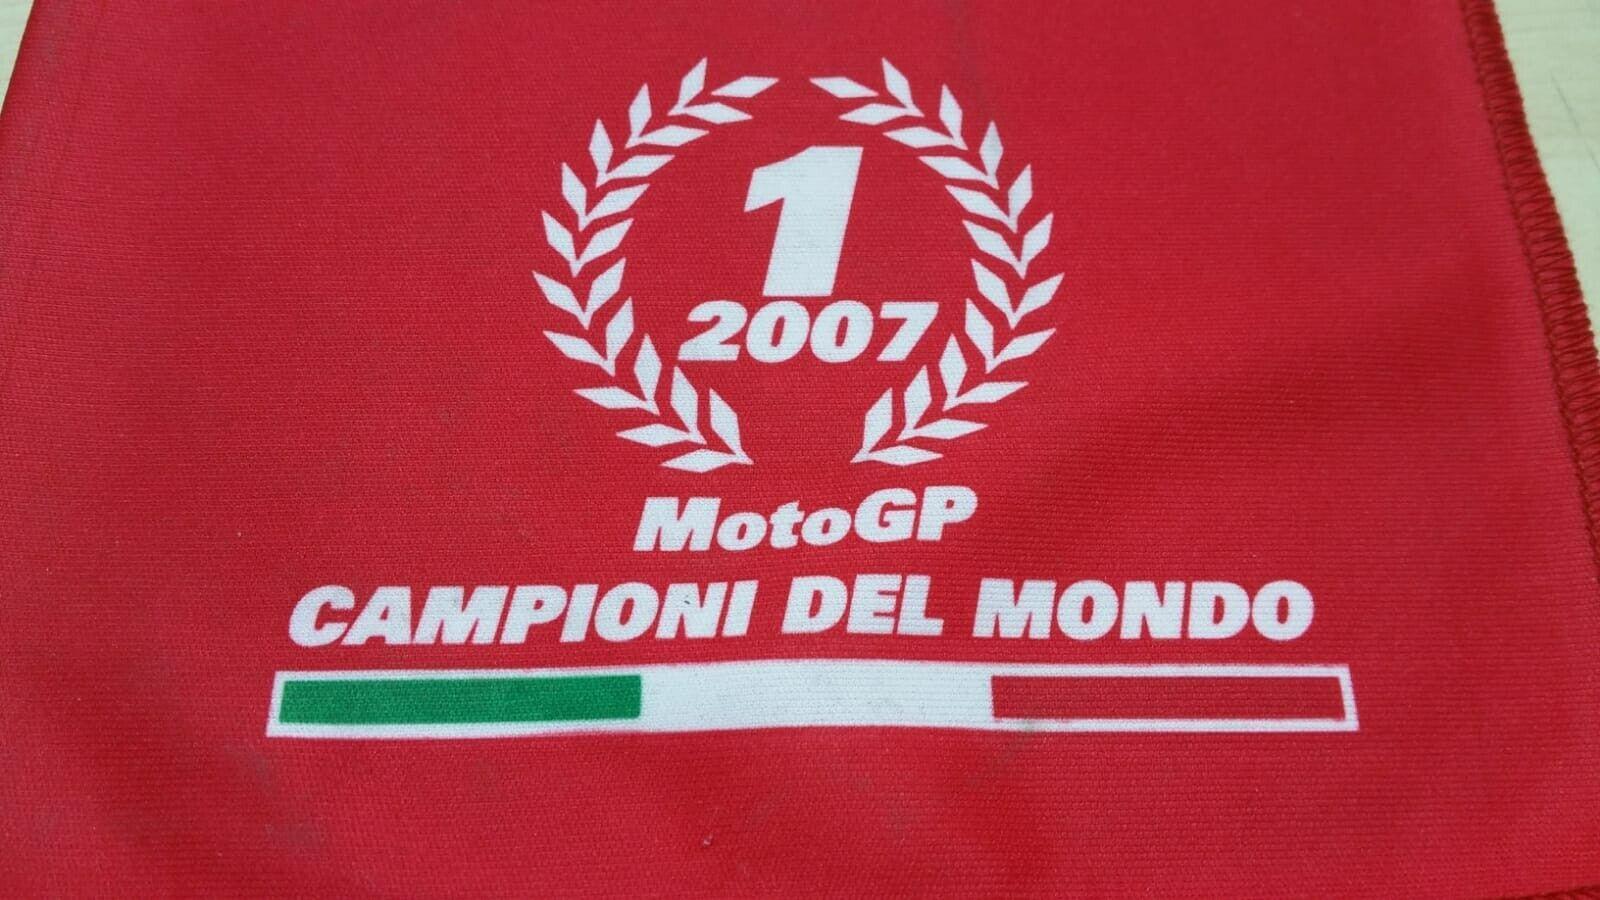 1
2007
MotoGP
CAMPIONI DEL MONDO